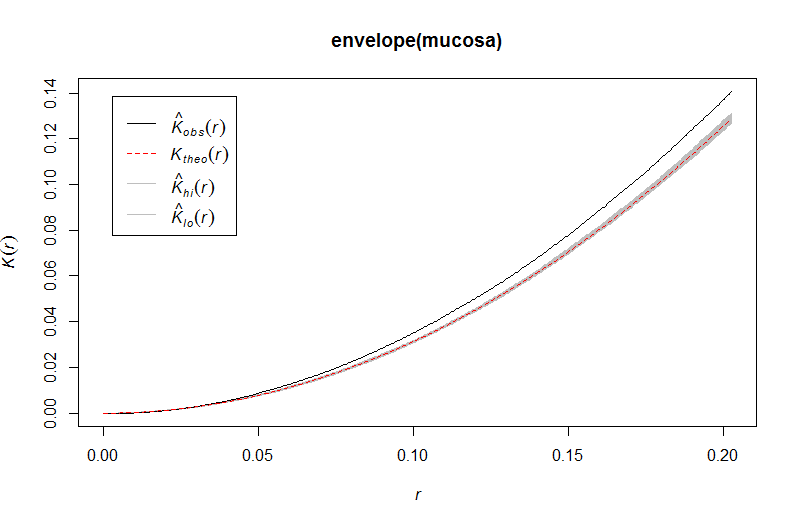 envelope(mucosa)
K̂obs(r)
Ktheo(r)
K̂hi(r)
K̂lo(r)
K(r)
0.14
0.12
0.10
0.08
0.06
0.04
0.02
0.00
0.00 0.05 0.10 0.15 0.20
r